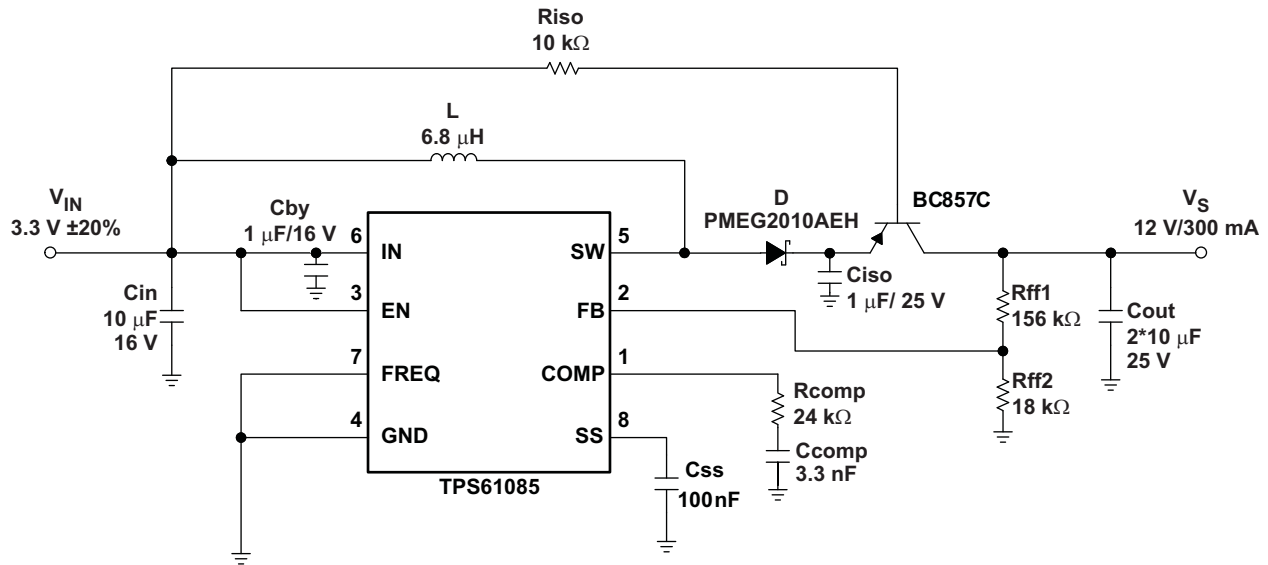 Riso
10 kΩ
L
6.8 μH
BC857C
V_IN
3.3 V ±20%
Cby
1 μF/16 V
D
PMEG2010AEH
V_S
12 V/300 mA
6
IN
SW
5
Ciso
1 μF/ 25 V
Cin
10 μF
16 V
3
EN
FB
2
Rff1
156 kΩ
Cout
2*10 μF
25 V
7
FREQ
COMP
1
Rcomp
24 kΩ
Rff2
18 kΩ
4
GND
SS
8
Ccomp
3.3 nF
Css
100nF
TPS61085